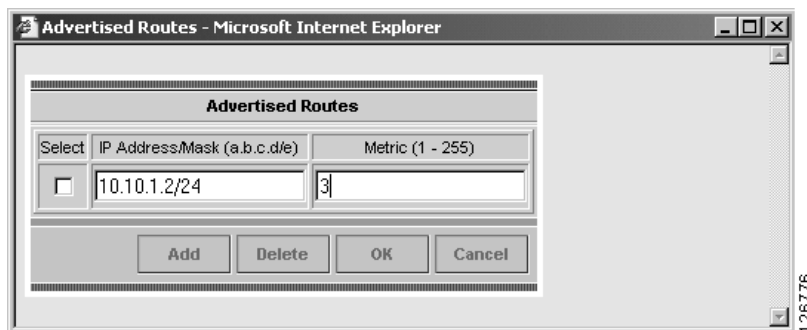 Advertised Routes - Microsoft Internet Explorer
Advertised Routes
Select IP Address/Mask (a.b.c.d/e) Metric (1 - 255)
10.10.1.2/24 3
Add Delete OK Cancel
126776